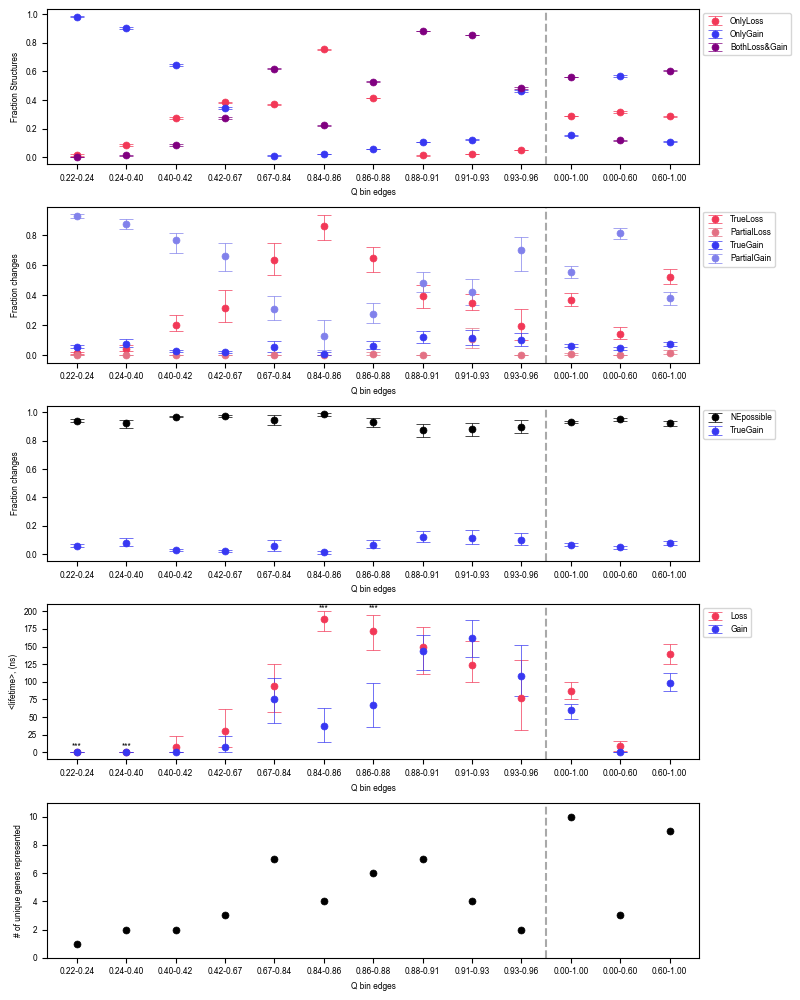 1.0
0.8
0.6
0.4
0.2
0.0
Fraction Structures
OnlyLoss
OnlyGain
BothLoss&Gain
0.22-0.24 0.24-0.40 0.40-0.42 0.42-0.67 0.67-0.84 0.84-0.86 0.86-0.88 0.88-0.91 0.91-0.93 0.93-0.96 0.00-1.00 0.00-0.60 0.60-1.00
Q bin edges
0.8
0.6
0.4
0.2
0.0
Fraction changes
TrueLoss
PartialLoss
TrueGain
PartialGain
0.22-0.24 0.24-0.40 0.40-0.42 0.42-0.67 0.67-0.84 0.84-0.86 0.86-0.88 0.88-0.91 0.91-0.93 0.93-0.96 0.00-1.00 0.00-0.60 0.60-1.00
Q bin edges
1.0
0.8
0.6
0.4
0.2
0.0
Fraction changes
NEpossible
TrueGain
0.22-0.24 0.24-0.40 0.40-0.42 0.42-0.67 0.67-0.84 0.84-0.86 0.86-0.88 0.88-0.91 0.91-0.93 0.93-0.96 0.00-1.00 0.00-0.60 0.60-1.00
Q bin edges
200
175
150
125
100
75
50
25
0
<lifetime>, (ns)
*** *** *** ***
Loss
Gain
0.22-0.24 0.24-0.40 0.40-0.42 0.42-0.67 0.67-0.84 0.84-0.86 0.86-0.88 0.88-0.91 0.91-0.93 0.93-0.96 0.00-1.00 0.00-0.60 0.60-1.00
Q bin edges
10
8
6
4
2
0
# of unique genes represented
0.22-0.24 0.24-0.40 0.40-0.42 0.42-0.67 0.67-0.84 0.84-0.86 0.86-0.88 0.88-0.91 0.91-0.93 0.93-0.96 0.00-1.00 0.00-0.60 0.60-1.00
Q bin edges